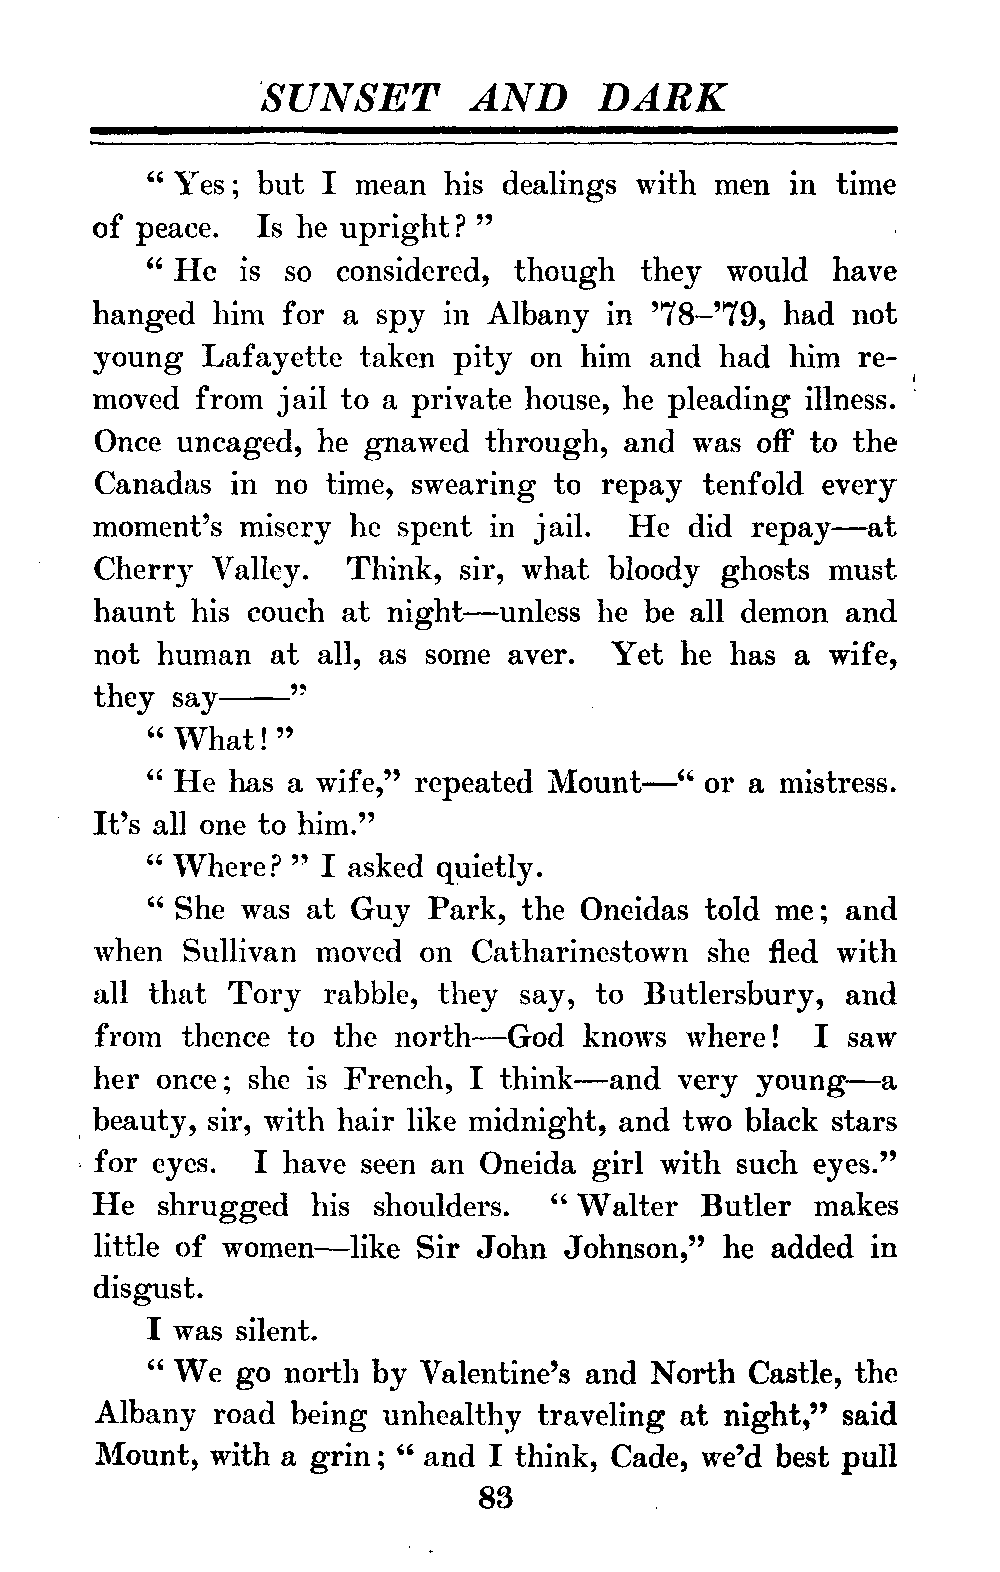 SUNSET AND DARK
“ Yes ; but I mean his dealings with men in time
of peace. Is he upright? ”
“ He is so considered, though they would have
hanged him for a spy in Albany in ’78–’79, had not
young Lafayette taken pity on him and had him re-
moved from jail to a private house, he pleading illness.
Once uncaged, he gnawed through, and was off to the
Canadas in no time, swearing to repay tenfold every
moment’s misery he spent in jail. He did repay—at
Cherry Valley. Think, sir, what bloody ghosts must
haunt his couch at night—unless he be all demon and
not human at all, as some aver. Yet he has a wife,
they say——”
“ What! ”
“ He has a wife,” repeated Mount—“ or a mistress.
It’s all one to him.”
“ Where? ” I asked quietly.
“ She was at Guy Park, the Oneidas told me ; and
when Sullivan moved on Catharinestown she fled with
all that Tory rabble, they say, to Butlersbury, and
from thence to the north—God knows where! I saw
her once ; she is French, I think—and very young—a
beauty, sir, with hair like midnight, and two black stars
for eyes. I have seen an Oneida girl with such eyes.”
He shrugged his shoulders. “ Walter Butler makes
little of women—like Sir John Johnson,” he added in
disgust.
I was silent.
“ We go north by Valentine’s and North Castle, the
Albany road being unhealthy traveling at night,” said
Mount, with a grin ; “ and I think, Cade, we’d best pull
83